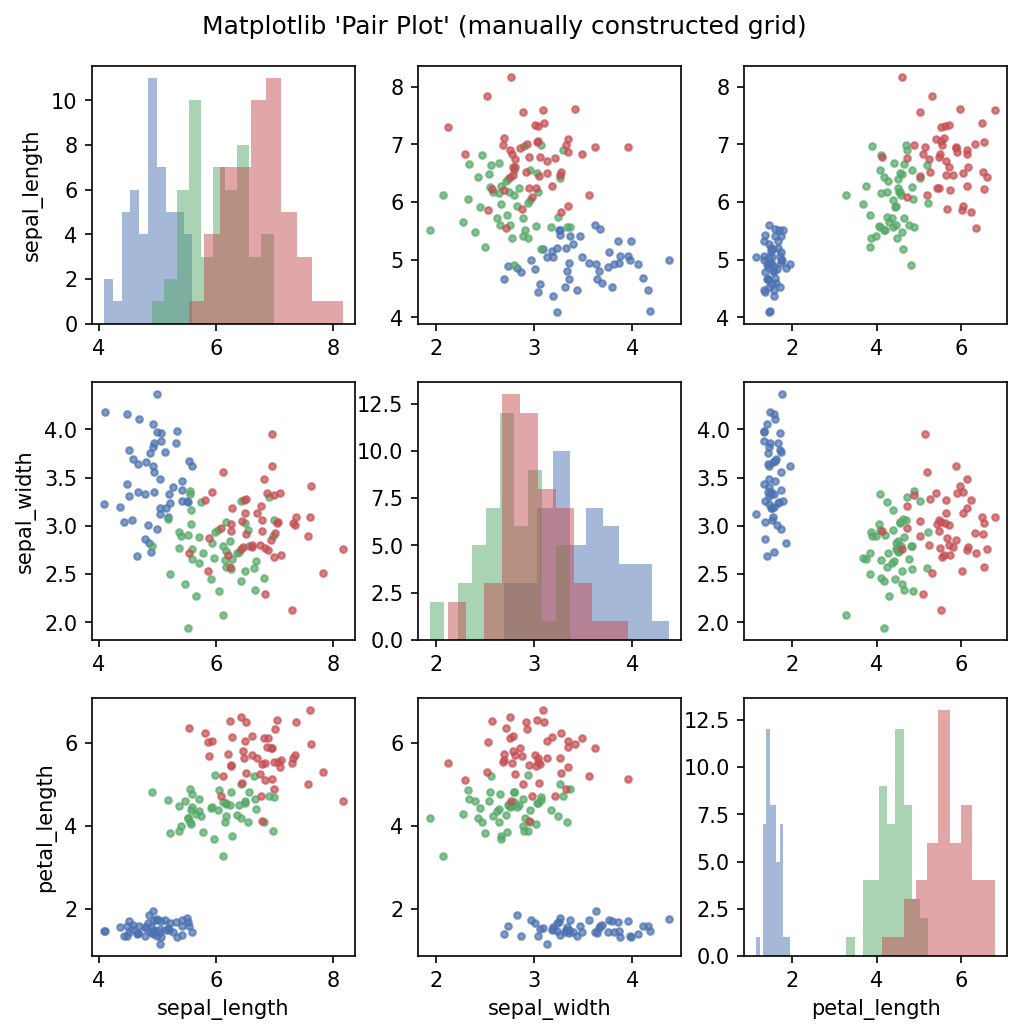 Matplotlib 'Pair Plot' (manually constructed grid)
sepal_length
10
8
6
4
2
0
4 6 8
8
7
6
5
4
2 3 4
8
7
6
5
4
2 4 6
sepal_width
4.0
3.5
3.0
2.5
2.0
4 6 8
12.5
10.0
7.5
5.0
2.5
0.0
2 3 4
4.0
3.5
3.0
2.5
2.0
2 4 6
petal_length
6
4
2
4 6 8
sepal_length
6
4
2
2 3 4
sepal_width
12.5
10.0
7.5
5.0
2.5
0.0
2 4 6
petal_length